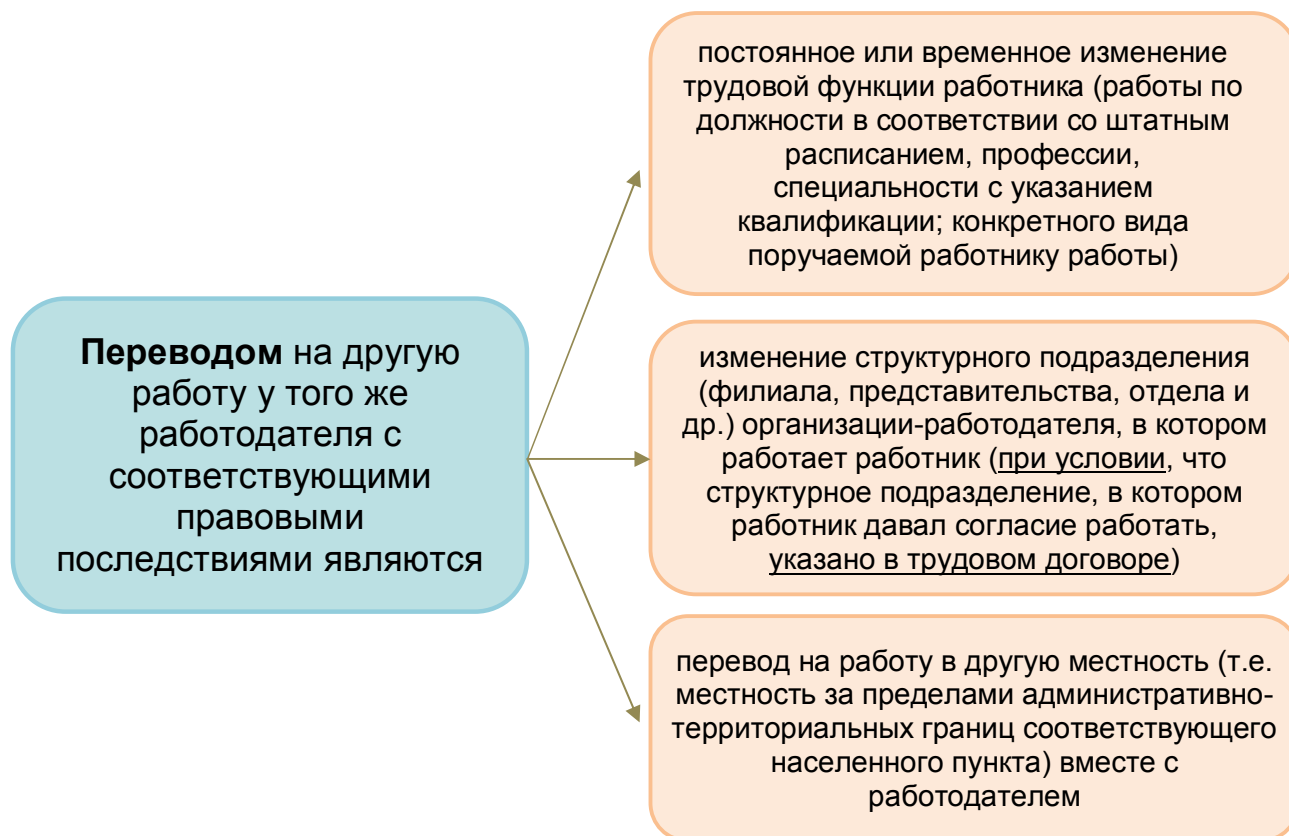 Переводом на другую
работу у того же
работодателя с
соответствующими
правовыми
последствиями являются
постоянное или временное изменение
трудовой функции работника (работы по
должности в соответствии со штатным
расписанием, профессии,
специальности с указанием
квалификации; конкретного вида
поручаемой работнику работы)
изменение структурного подразделения
(филиала, представительства, отдела и
др.) организации-работодателя, в котором
работает работник (при условии, что
структурное подразделение, в котором
работник давал согласие работать,
указано в трудовом договоре)
перевод на работу в другую местность (т.е.
местность за пределами административно-
территориальных границ соответствующего
населенного пункта) вместе с
работодателем